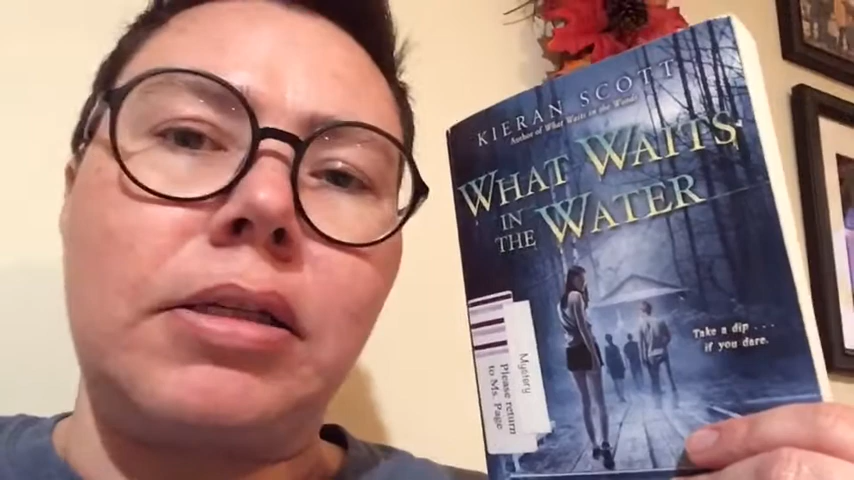 KIERAN SCOTT
Author of What Waits in the Woods
WHAT WAITS
IN THE WATER
Take a dip . . .
if you dare.
Mystery
Please return
to Ms. Page